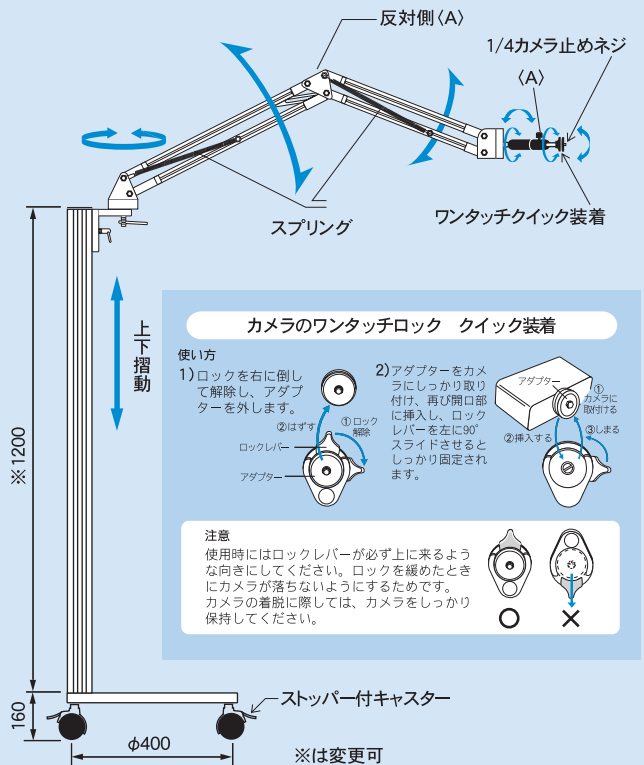 反対側〈A〉
1/4カメラ止めネジ
〈A〉
スプリング
ワンタッチクイック装着
上下摺動
※1200
カメラのワンタッチロック　クイック装着
使い方
1)ロックを右に倒し
て解除し、アダプ
ターを外します。
②はずす
①ロック
解除
ロックレバー
アダプター
2)アダプターをカメ
ラにしっかり取り
付け、再び開口部
に挿入し、ロック
レバーを左に90°
スライドさせると
しっかり固定され
ます。
アダプター
①
カメラに
取付ける
②挿入する
③しまる
注意
使用時にはロックレバーが必ず上に来るよう
な向きにしてください。ロックを緩めたとき
にカメラが落ちないようにするためです。
カメラの着脱に際しては、カメラをしっかり
保持してください。
○
×
160
ストッパー付キャスター
φ400
※は変更可